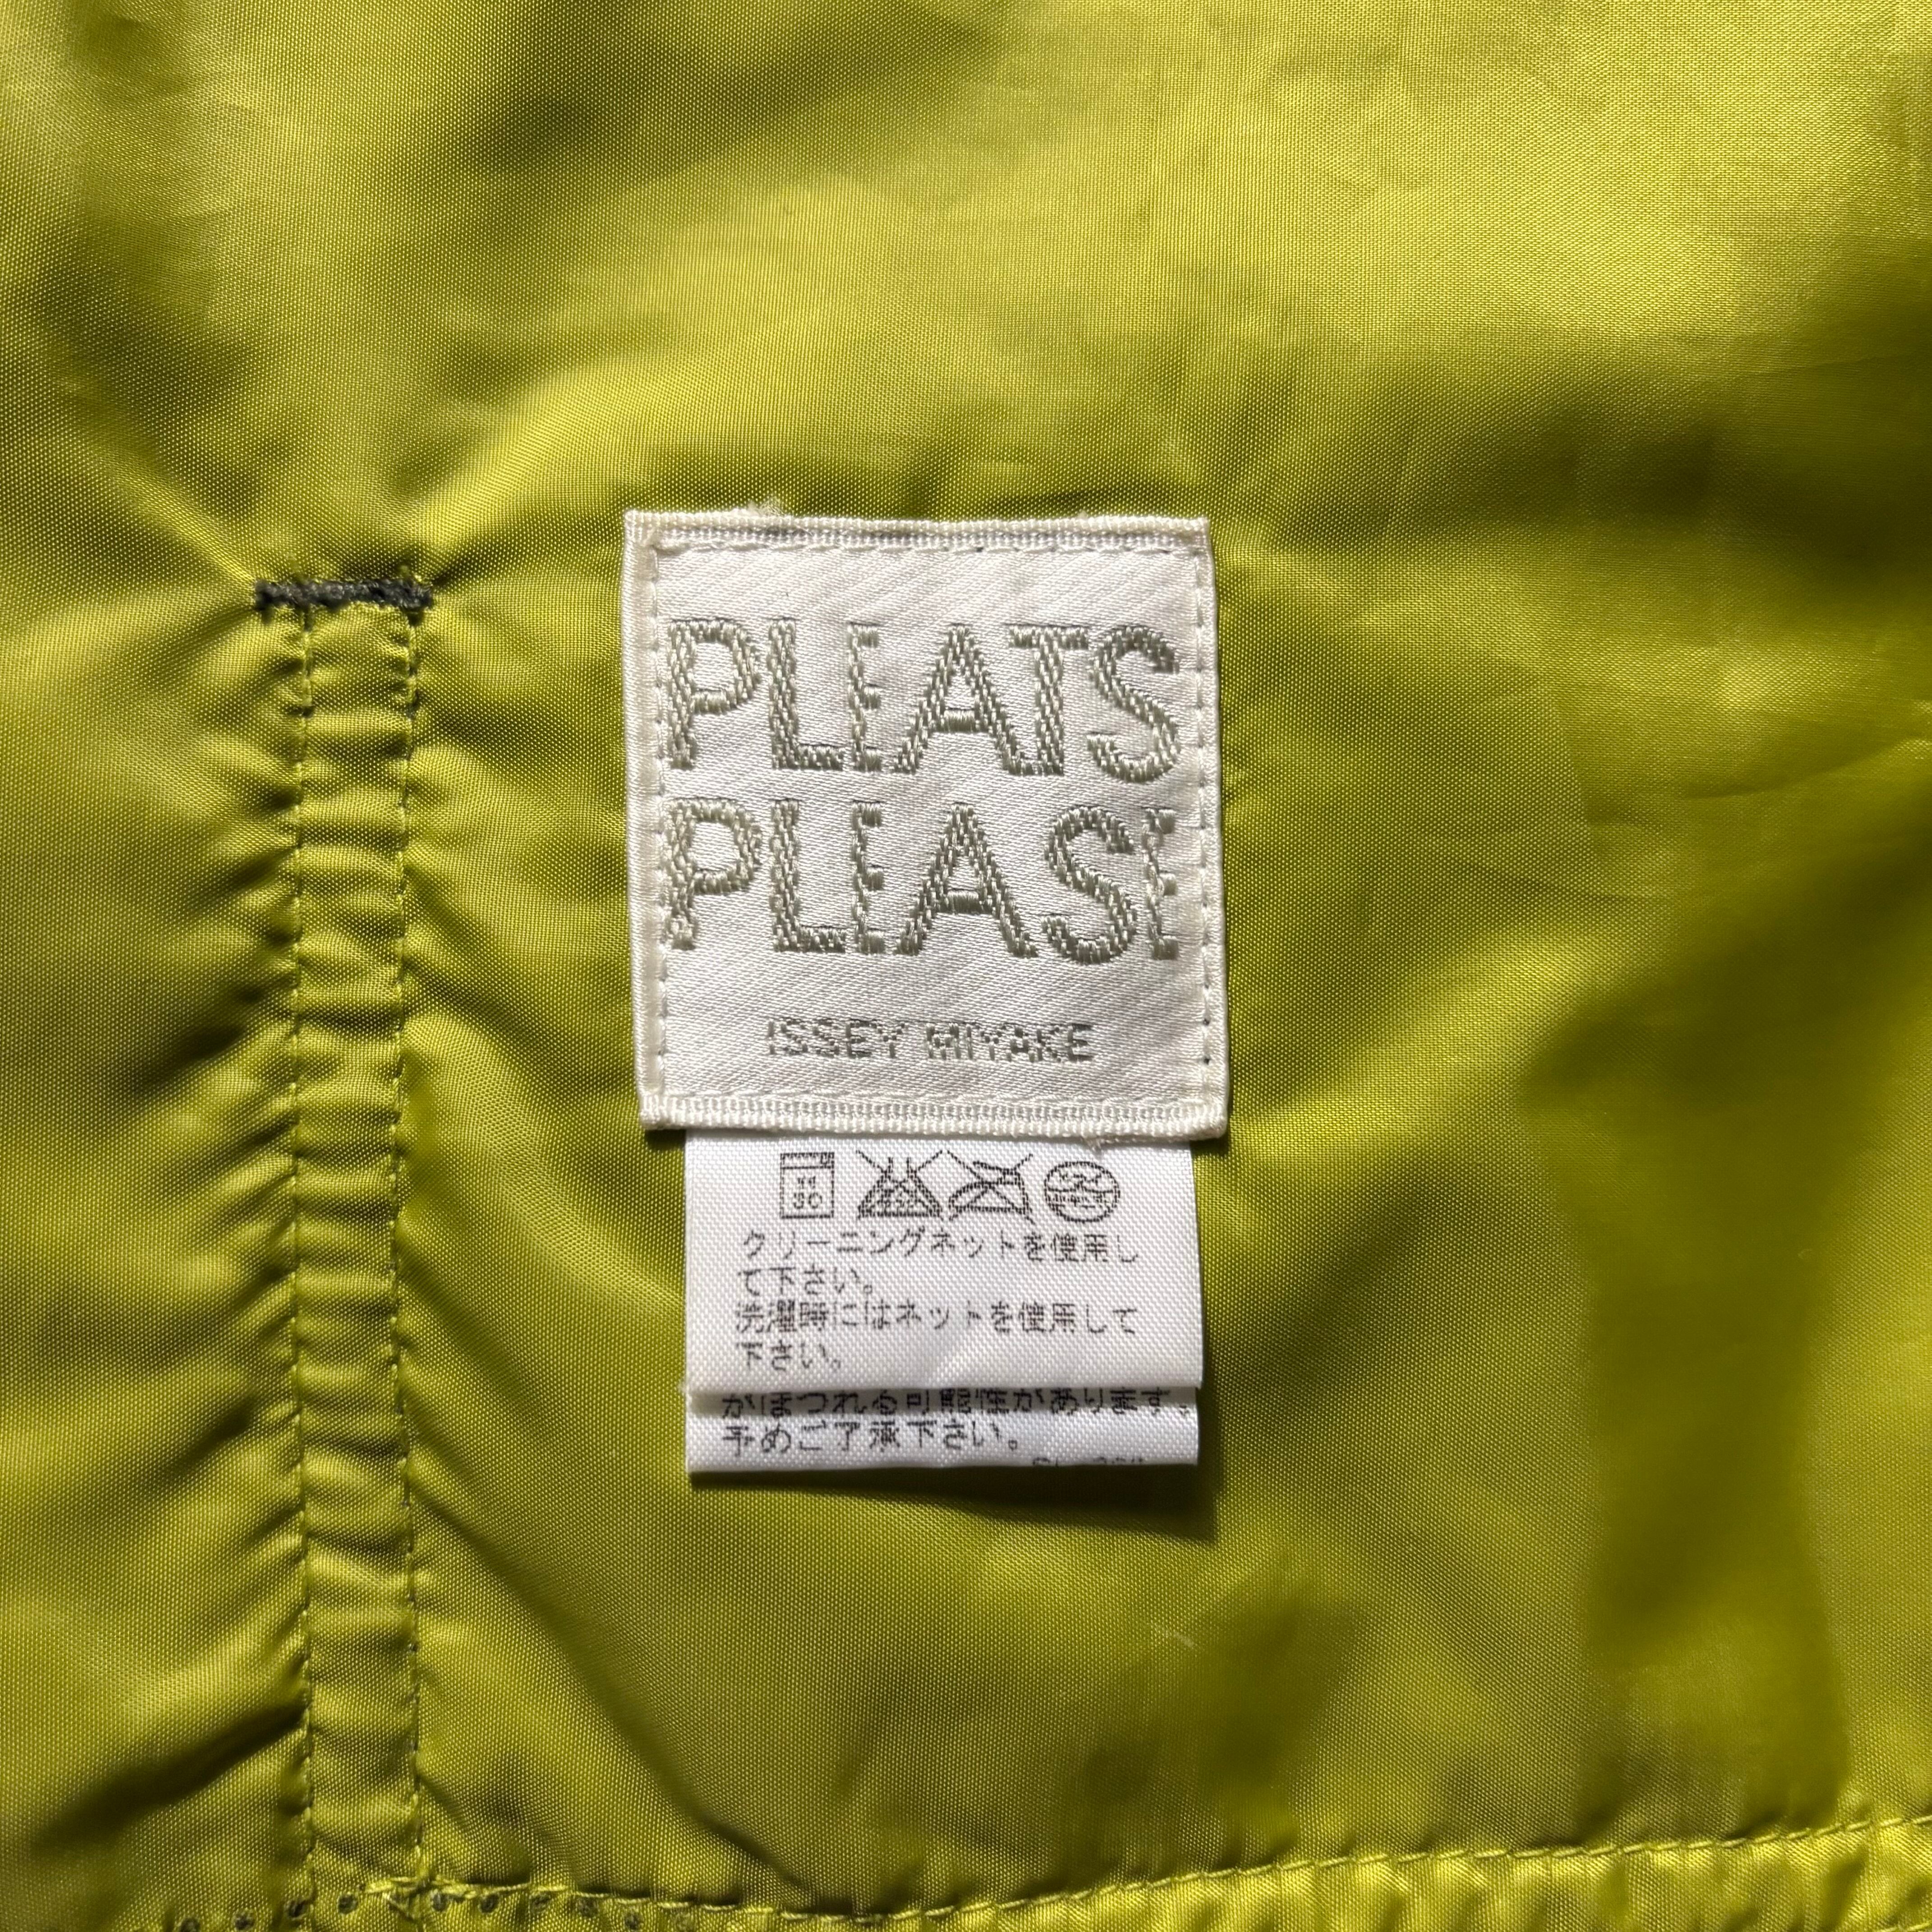 PLEATS
PLEASE
ISSEY MIYAKE
クリーニングネットを使用し
て下さい。
洗濯時にはネットを使用して
下さい。
がほつれる可能性があります。
予めご了承下さい。